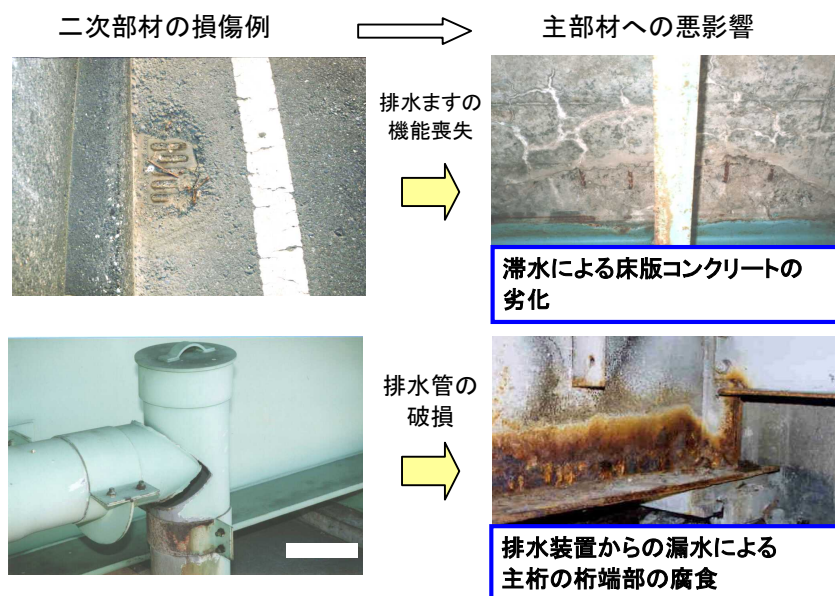 二次部材の損傷例
主部材への悪影響
排水ますの
機能喪失
滞水による床版コンクリートの
劣化
排水管の
破損
排水装置からの漏水による
主桁の桁端部の腐食